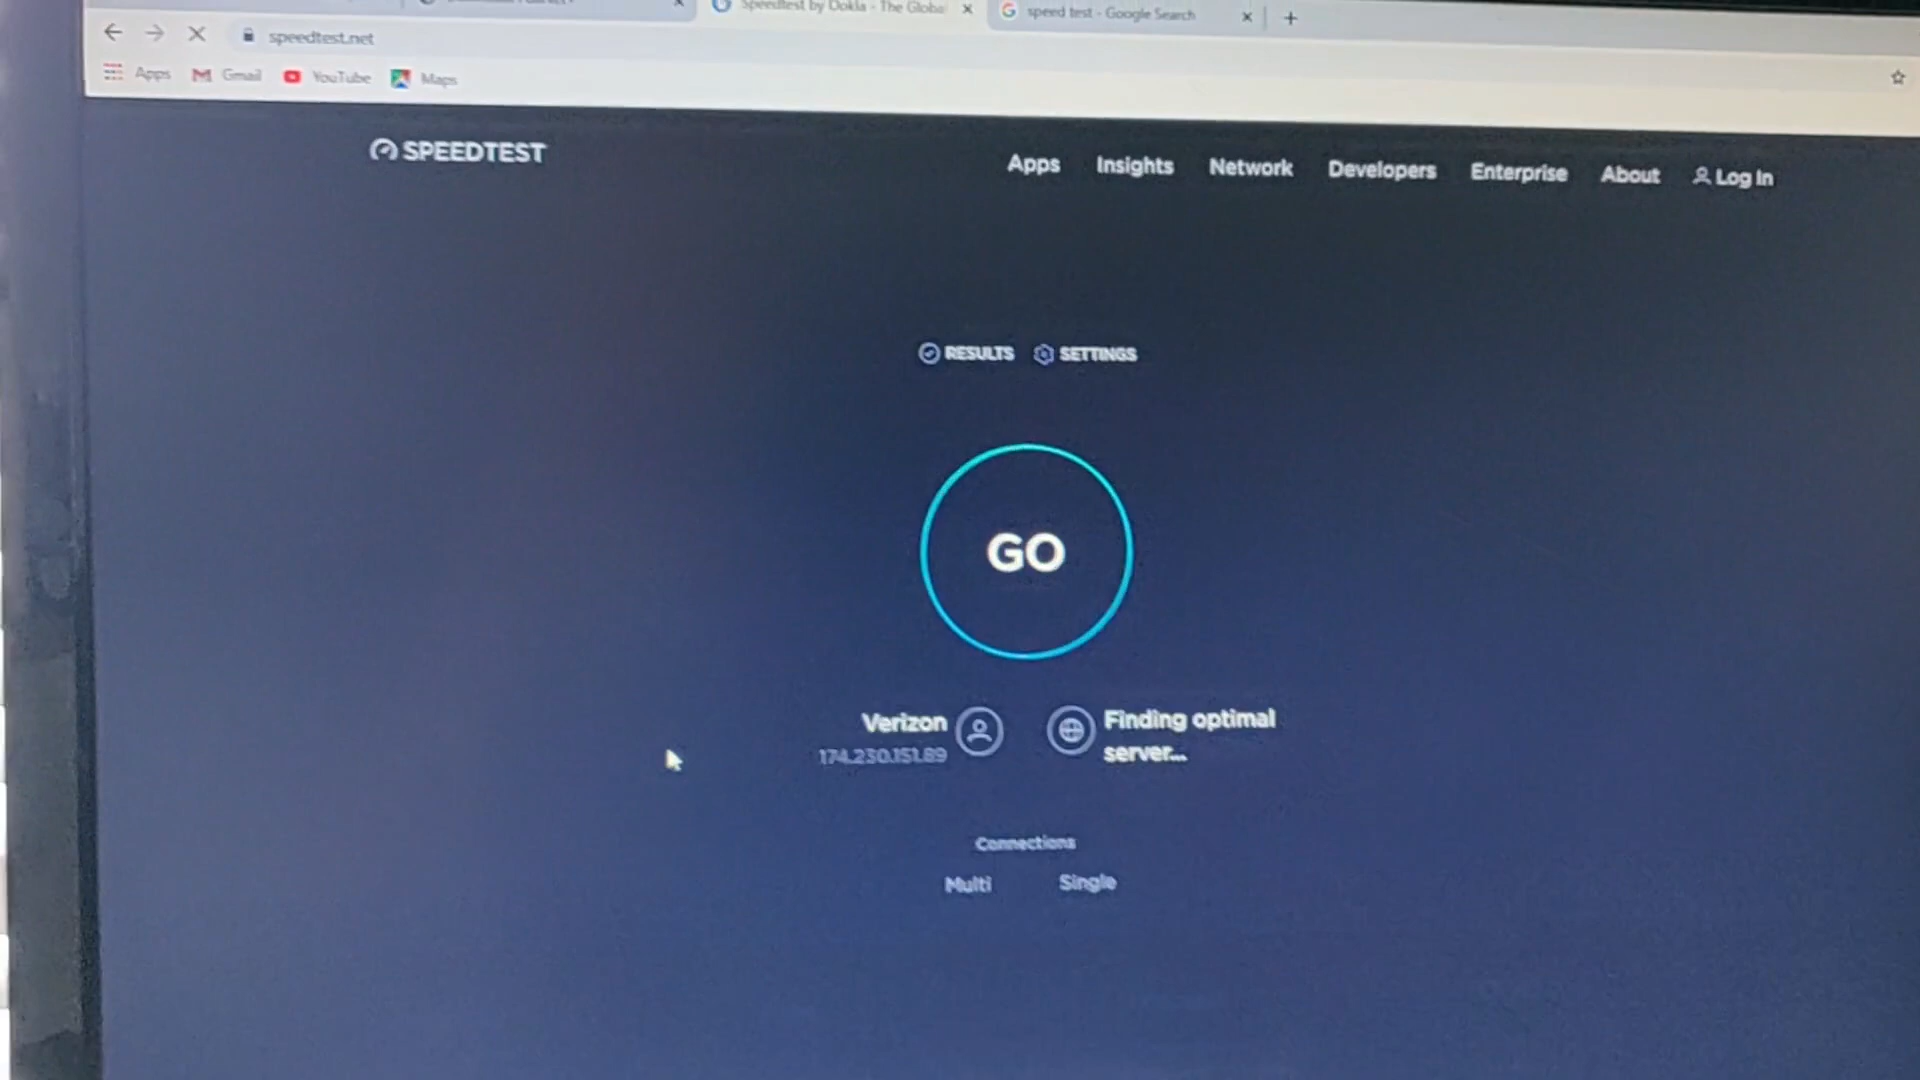 Speedtest by Ookla - The Globa
speed test - Google Search
speedtest.net
Apps Gmail YouTube Maps
SPEEDTEST
Apps Insights Network Developers Enterprise About Log In
RESULTS SETTINGS
GO
Verizon
174.230.151.89
Finding optimal
server...
Connections
Multi Single